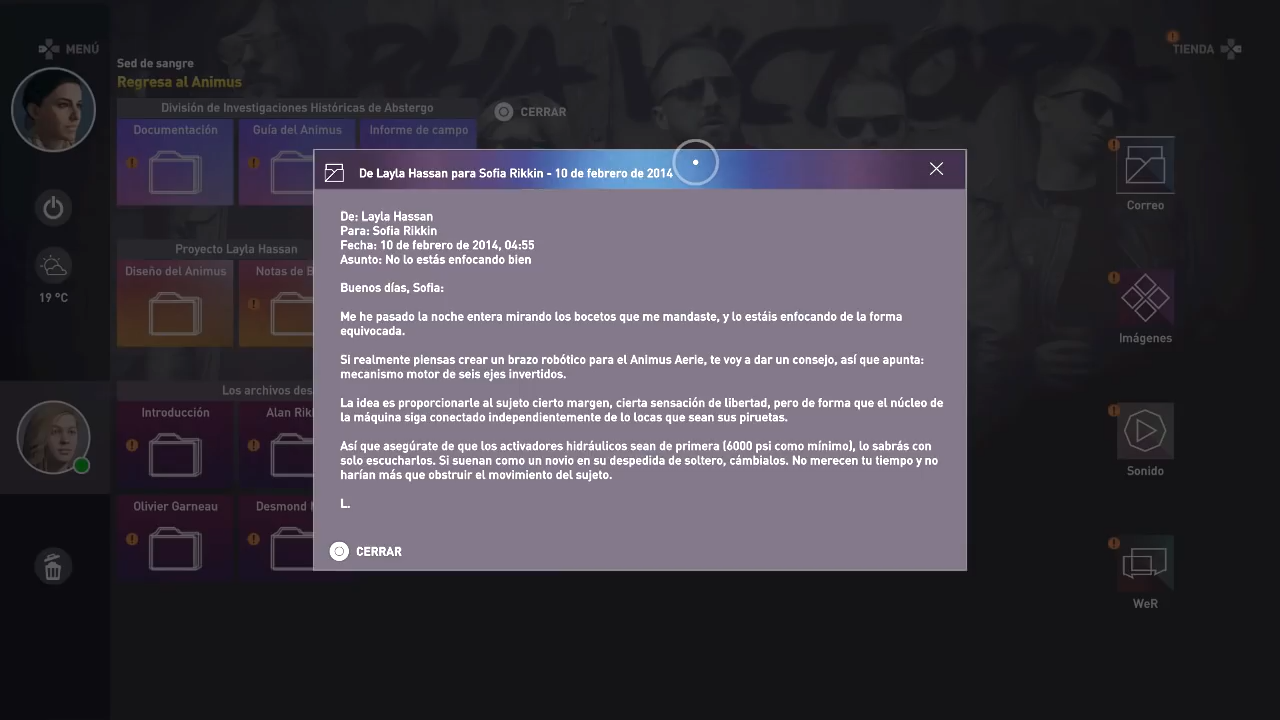 MENÚ
TIENDA
Sed de sangre
Regresa al Animus
División de Investigaciones Históricas de Abstergo
CERRAR
Documentación
Guía del Animus
Informe de campo
De Layla Hassan para Sofia Rikkin - 10 de febrero de 2014
De: Layla Hassan
Para: Sofia Rikkin
Fecha: 10 de febrero de 2014, 04:55
Asunto: No lo estás enfocando bien
Buenos días, Sofia:
Me he pasado la noche entera mirando los bocetos que me mandaste, y lo estáis enfocando de la forma
equivocada.
Si realmente piensas crear un brazo robótico para el Animus Aerie, te voy a dar un consejo, así que apunta:
mecanismo motor de seis ejes invertidos.
La idea es proporcionarle al sujeto cierto margen, cierta sensación de libertad, pero de forma que el núcleo de
la máquina siga conectado independientemente de lo locas que sean sus piruetas.
Así que asegúrate de que los activadores hidráulicos sean de primera (6000 psi como mínimo), lo sabrás con
solo escucharlos. Si suenan como un novio en su despedida de soltero, cámbialos. No merecen tu tiempo y no
harían más que obstruir el movimiento del sujeto.
L.
CERRAR
Proyecto Layla Hassan
Diseño del Animus
Notas de B
19 °C
Los archivos des
Introducción
Alan Rik
Olivier Garneau
Desmond
Correo
Imágenes
Sonido
WeR